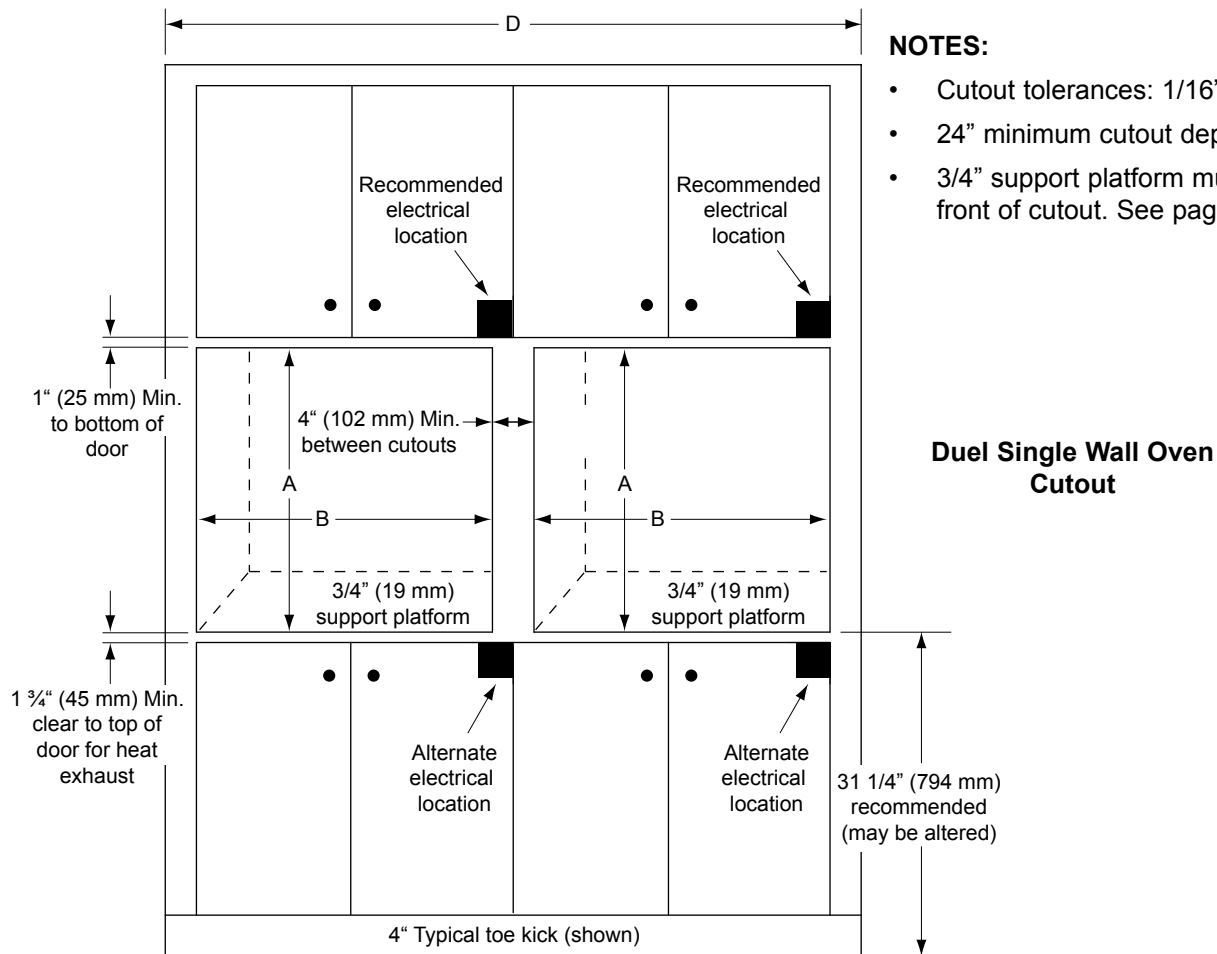 D
NOTES:
• Cutout tolerances: 1/16”
• 24” minimum cutout
• 3/4” support platform
front of cutout. See
Recommended
electrical
location
Recommended
electrical
location
1“ (25 mm) Min.
to bottom of
door
4“ (102 mm) Min.
between cutouts
A
B
3/4” (19 mm)
support platform
A
B
3/4” (19 mm)
support platform
Duel Single Wall Oven
Cutout
1 ¾“ (45 mm) Min.
clear to top of
door for heat
exhaust
Alternate
electrical
location
Alternate
electrical
location
31 1/4” (794 mm)
recommended
(may be altered)
4“ Typical toe kick (shown)